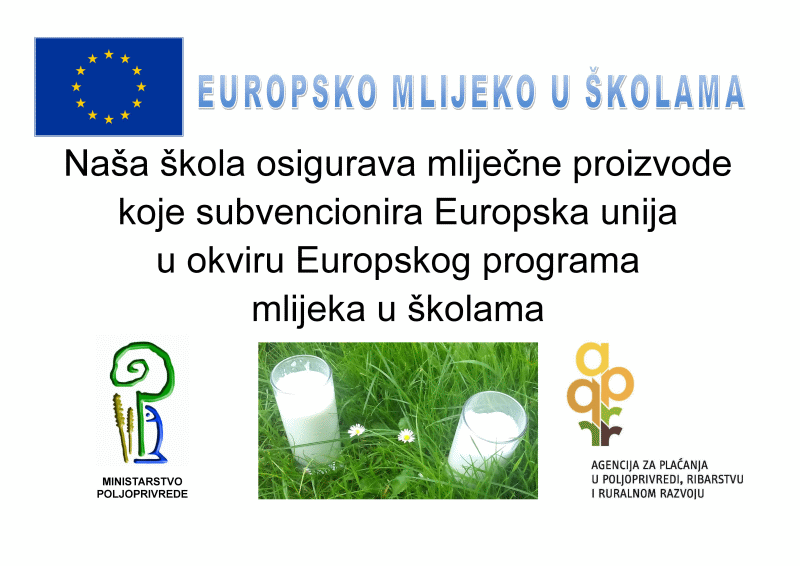 EUROPSKO MLIJEKO U ŠKOLAMA
Naša škola osigurava mliječne proizvode
koje subvencionira Europska unija
u okviru Europskog programa
mlijeka u školama
MINISTARSTVO
POLJOPRIVREDE
aapr
AGENCIJA ZA PLAĆANJA
U POLJOPRIVREDI, RIBARSTVU
I RURALNOM RAZVOJU